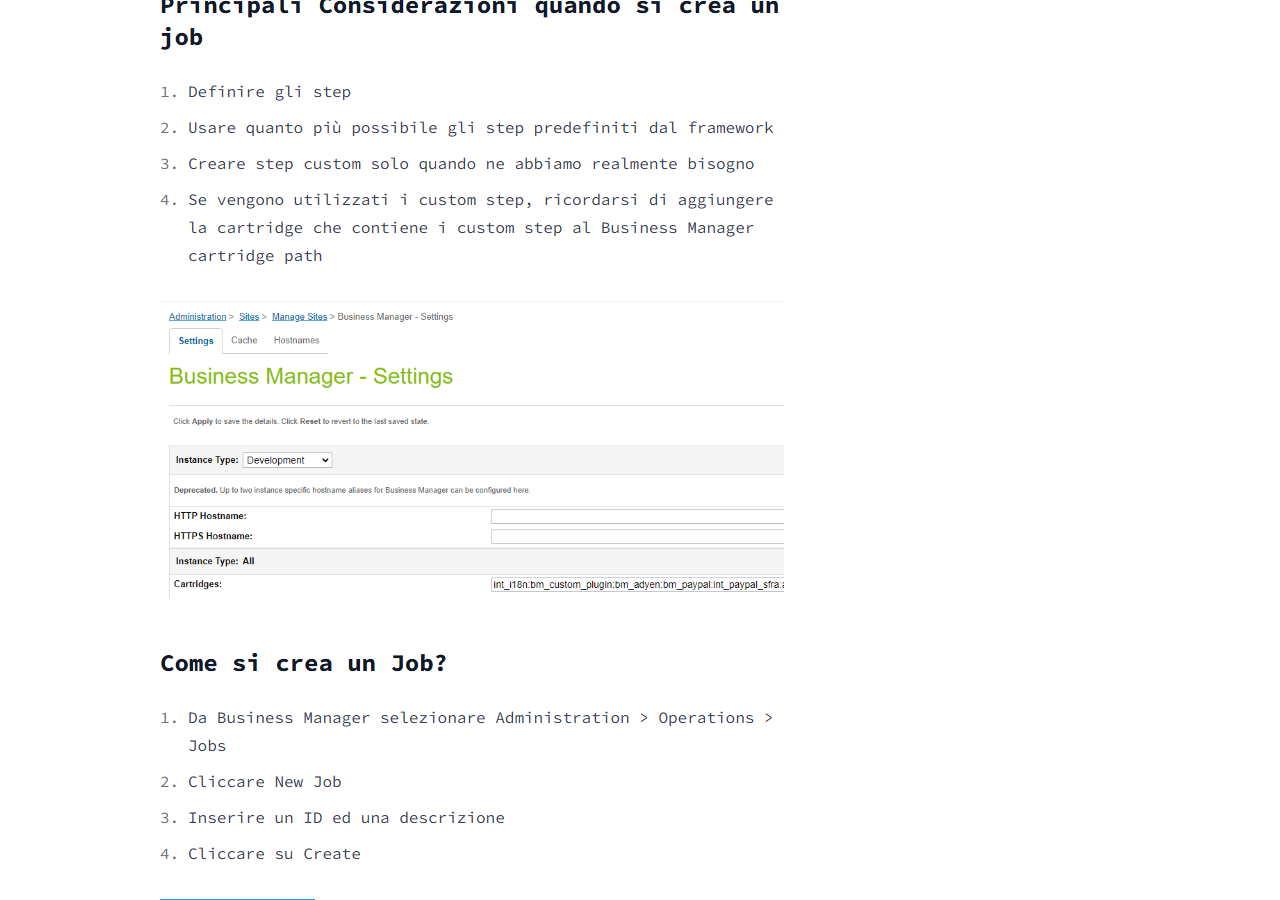 Principali Considerazioni quando si crea un
job
1. Definire gli step
2. Usare quanto più possibile gli step predefiniti dal framework
3. Creare step custom solo quando ne abbiamo realmente bisogno
4. Se vengono utilizzati i custom step, ricordarsi di aggiungere
la cartridge che contiene i custom step al Business Manager
cartridge path
Administration > Sites > Manage Sites > Business Manager - Settings
Settings Cache Hostnames
Business Manager - Settings
Click Apply to save the details. Click Reset to revert to the last saved state.
Instance Type: Development
Deprecated. Up to two instance specific hostname aliases for Business Manager can be configured here.
HTTP Hostname:
HTTPS Hostname:
Instance Type: All
Cartridges: int_i18n:bm_custom_plugin:bm_adyen:bm_paypal:int_paypal_sfra:
Come si crea un Job?
1. Da Business Manager selezionare Administration > Operations >
Jobs
2. Cliccare New Job
3. Inserire un ID ed una descrizione
4. Cliccare su Create